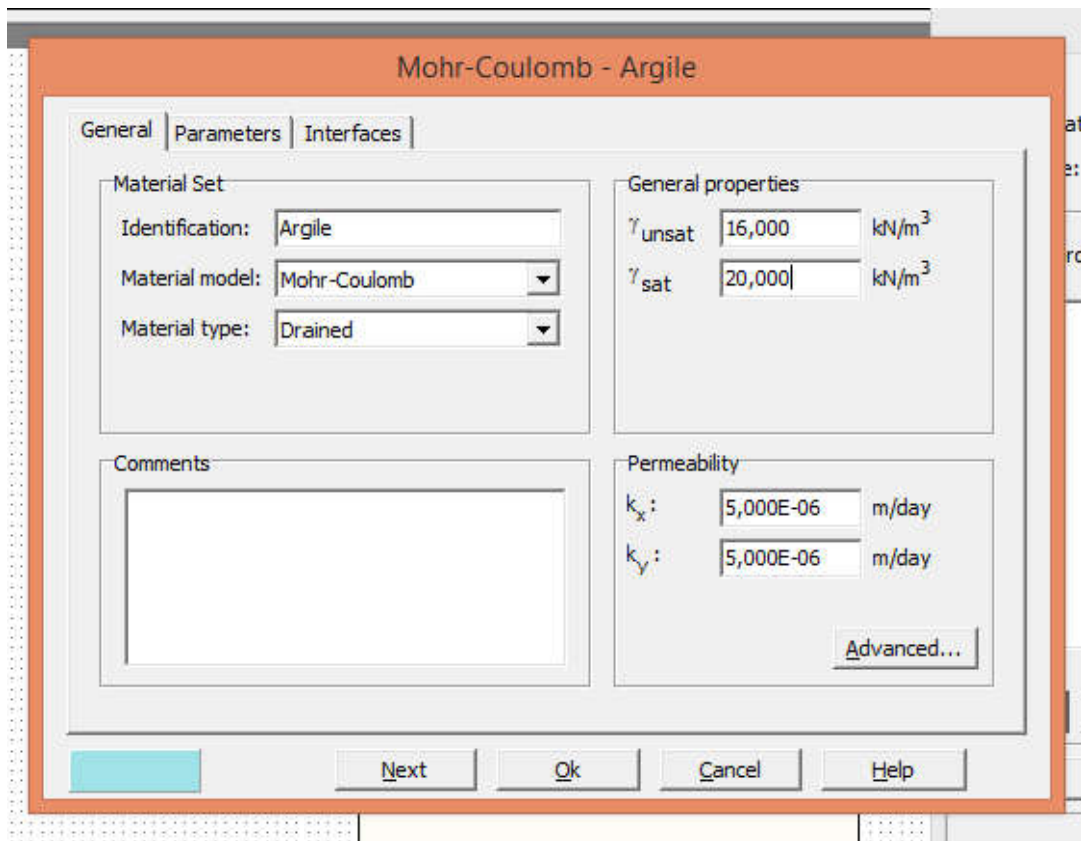 Mohr-Coulomb - Argile
General Parameters Interfaces
Material Set
Identification: Argile
Material model: Mohr-Coulomb
Material type: Drained
General properties
γunsat 16,000 kN/m³
γsat 20,000 kN/m³
Comments
Permeability
kx: 5,000E-06 m/day
ky: 5,000E-06 m/day
Advanced...
Next Ok Cancel Help